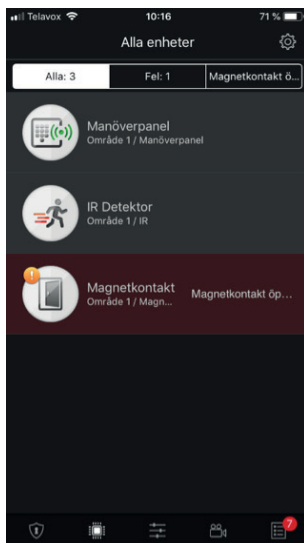 Telavox 10:16 71 %
Alla enheter
Alla: 3 Fel: 1 Magnetkontakt ö...
Manöverpanel
Område 1 / Manöverpanel
IR Detektor
Område 1 / IR
Magnetkontakt
Område 1 / Magn...
Magnetkontakt öp...
7